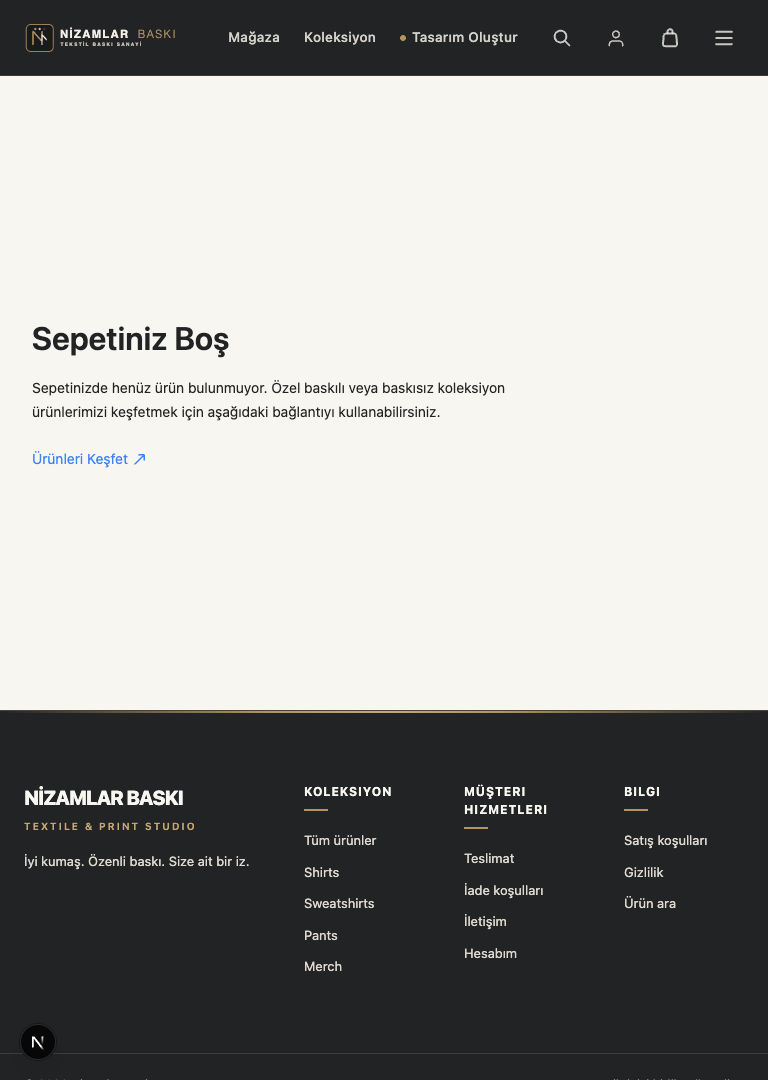 NİZAMLAR BASKI
TEKSTİL BASKI SANAYİ
Mağaza
Koleksiyon
Tasarım Oluştur
Sepetiniz Boş
Sepetinizde henüz ürün bulunmuyor. Özel baskılı veya baskısız koleksiyon
ürünlerimizi keşfetmek için aşağıdaki bağlantıyı kullanabilirsiniz.
Ürünleri Keşfet ↗
NİZAMLAR BASKI
TEXTILE & PRINT STUDIO
İyi kumaş. Özenli baskı. Size ait bir iz.
KOLEKSIYON
Tüm ürünler
Shirts
Sweatshirts
Pants
Merch
MÜŞTERI
HIZMETLERI
Teslimat
İade koşulları
İletişim
Hesabım
BILGI
Satış koşulları
Gizlilik
Ürün ara
N